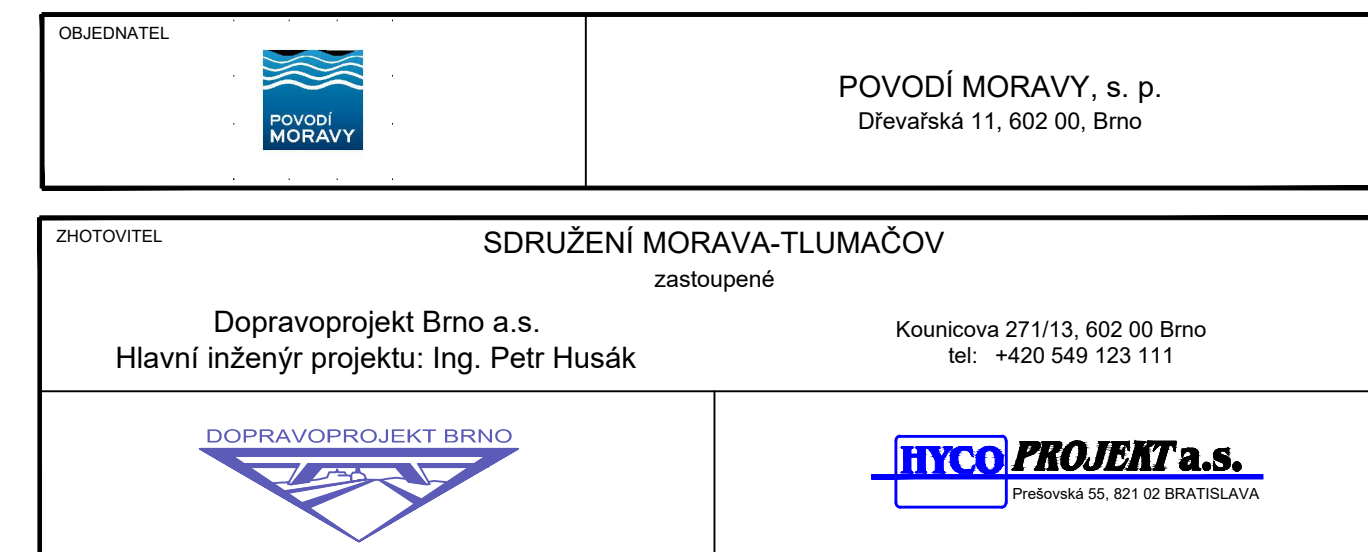 OBJEDNATEL
POVODÍ
MORAVY
POVODÍ MORAVY, s. p.
Dřevařská 11, 602 00, Brno
ZHOTOVITEL
SDRUŽENÍ MORAVA-TLUMAČOV
zastoupené
Dopravoprojekt Brno a.s.
Hlavní inženýr projektu: Ing. Petr Husák
Kounicova 271/13, 602 00 Brno
tel: +420 549 123 111
DOPRAVOPROJEKT BRNO
HYCO PROJEKT a.s.
Prešovská 55, 821 02 BRATISLAVA